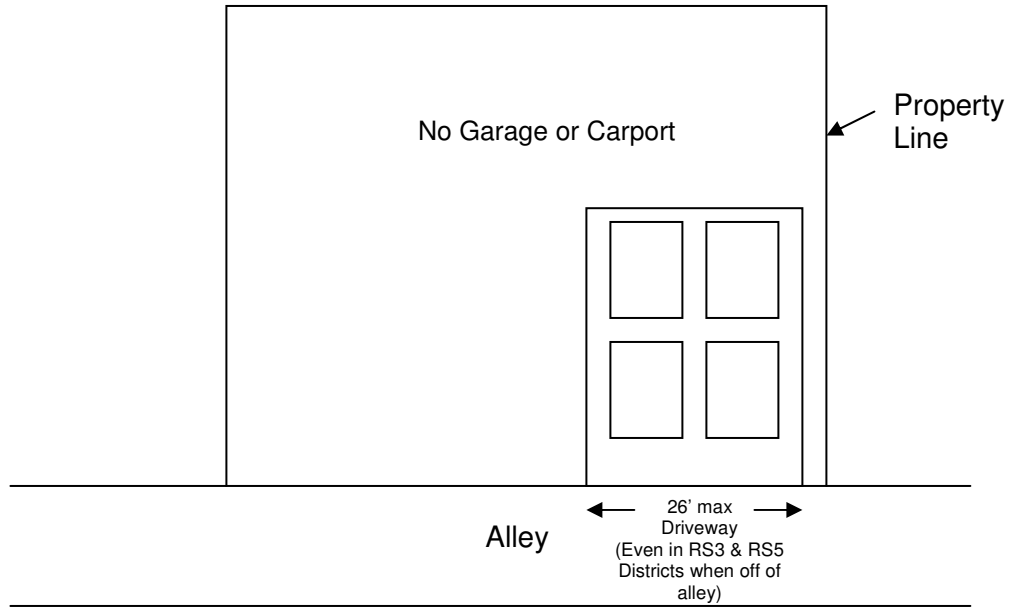 Property
Line
No Garage or Carport
26’ max
Driveway
(Even in RS3 & RS5
Districts when off of
alley)
Alley